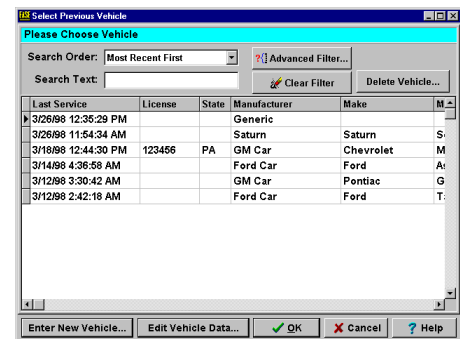 Select Previous Vehicle
Please Choose Vehicle
Search Order: Most Recent First ?{} Advanced Filter...
Search Text: Clear Filter Delete Vehicle...
Last Service License State Manufacturer Make M
3/26/98 12:35:29 PM Generic
3/26/98 11:54:34 AM Saturn Saturn S
3/18/98 12:44:30 PM 123456 PA GM Car Chevrolet M
3/14/98 4:36:58 AM Ford Car Ford A
3/12/98 3:30:42 AM GM Car Pontiac G
3/12/98 2:42:18 AM Ford Car Ford T
Enter New Vehicle... Edit Vehicle Data... OK Cancel ? Help